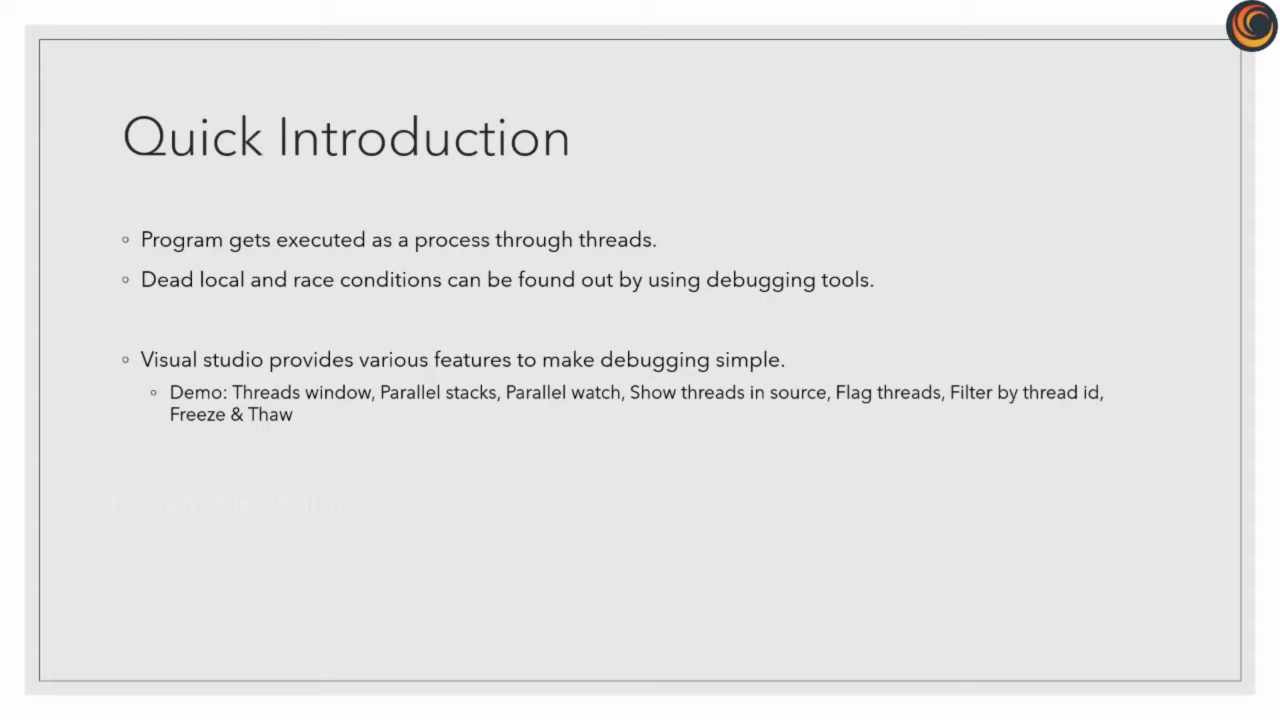 Quick Introduction
◦ Program gets executed as a process through threads.
◦ Dead local and race conditions can be found out by using debugging tools.
◦ Visual studio provides various features to make debugging simple.
◦ Demo: Threads window, Parallel stacks, Parallel watch, Show threads in source, Flag threads, Filter by thread id,
Freeze & Thaw